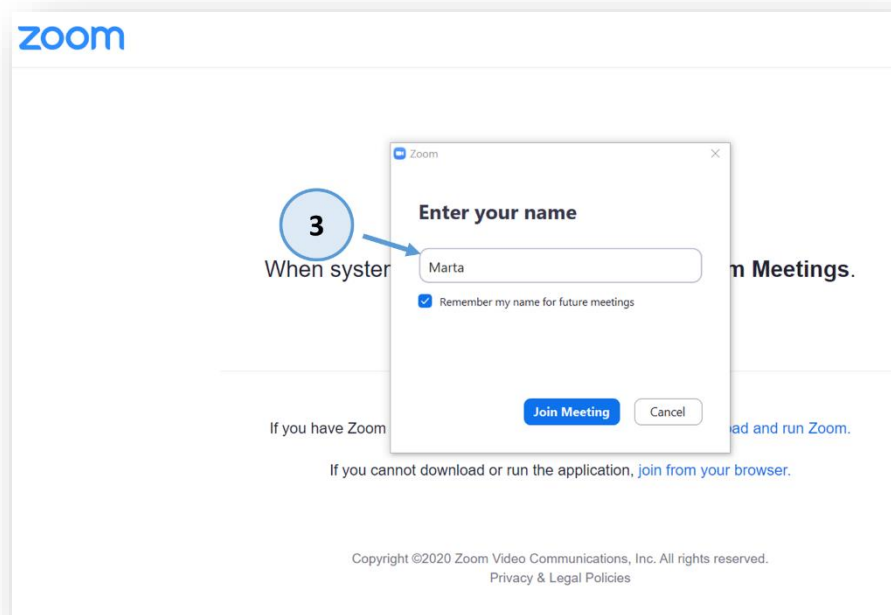 zoom
Zoom
Enter your name
3
When syster
m Meetings.
Marta
Remember my name for future meetings
Join Meeting
Cancel
If you have Zoom
ad and run Zoom.
If you cannot download or run the application, join from your browser.
Copyright ©2020 Zoom Video Communications, Inc. All rights reserved.
Privacy & Legal Policies